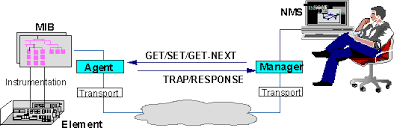 MIB
NMS
GET/SET/GET-NEXT
Agent
Manager
TRAP/RESPONSE
Instrumentation
Transport
Transport
Element